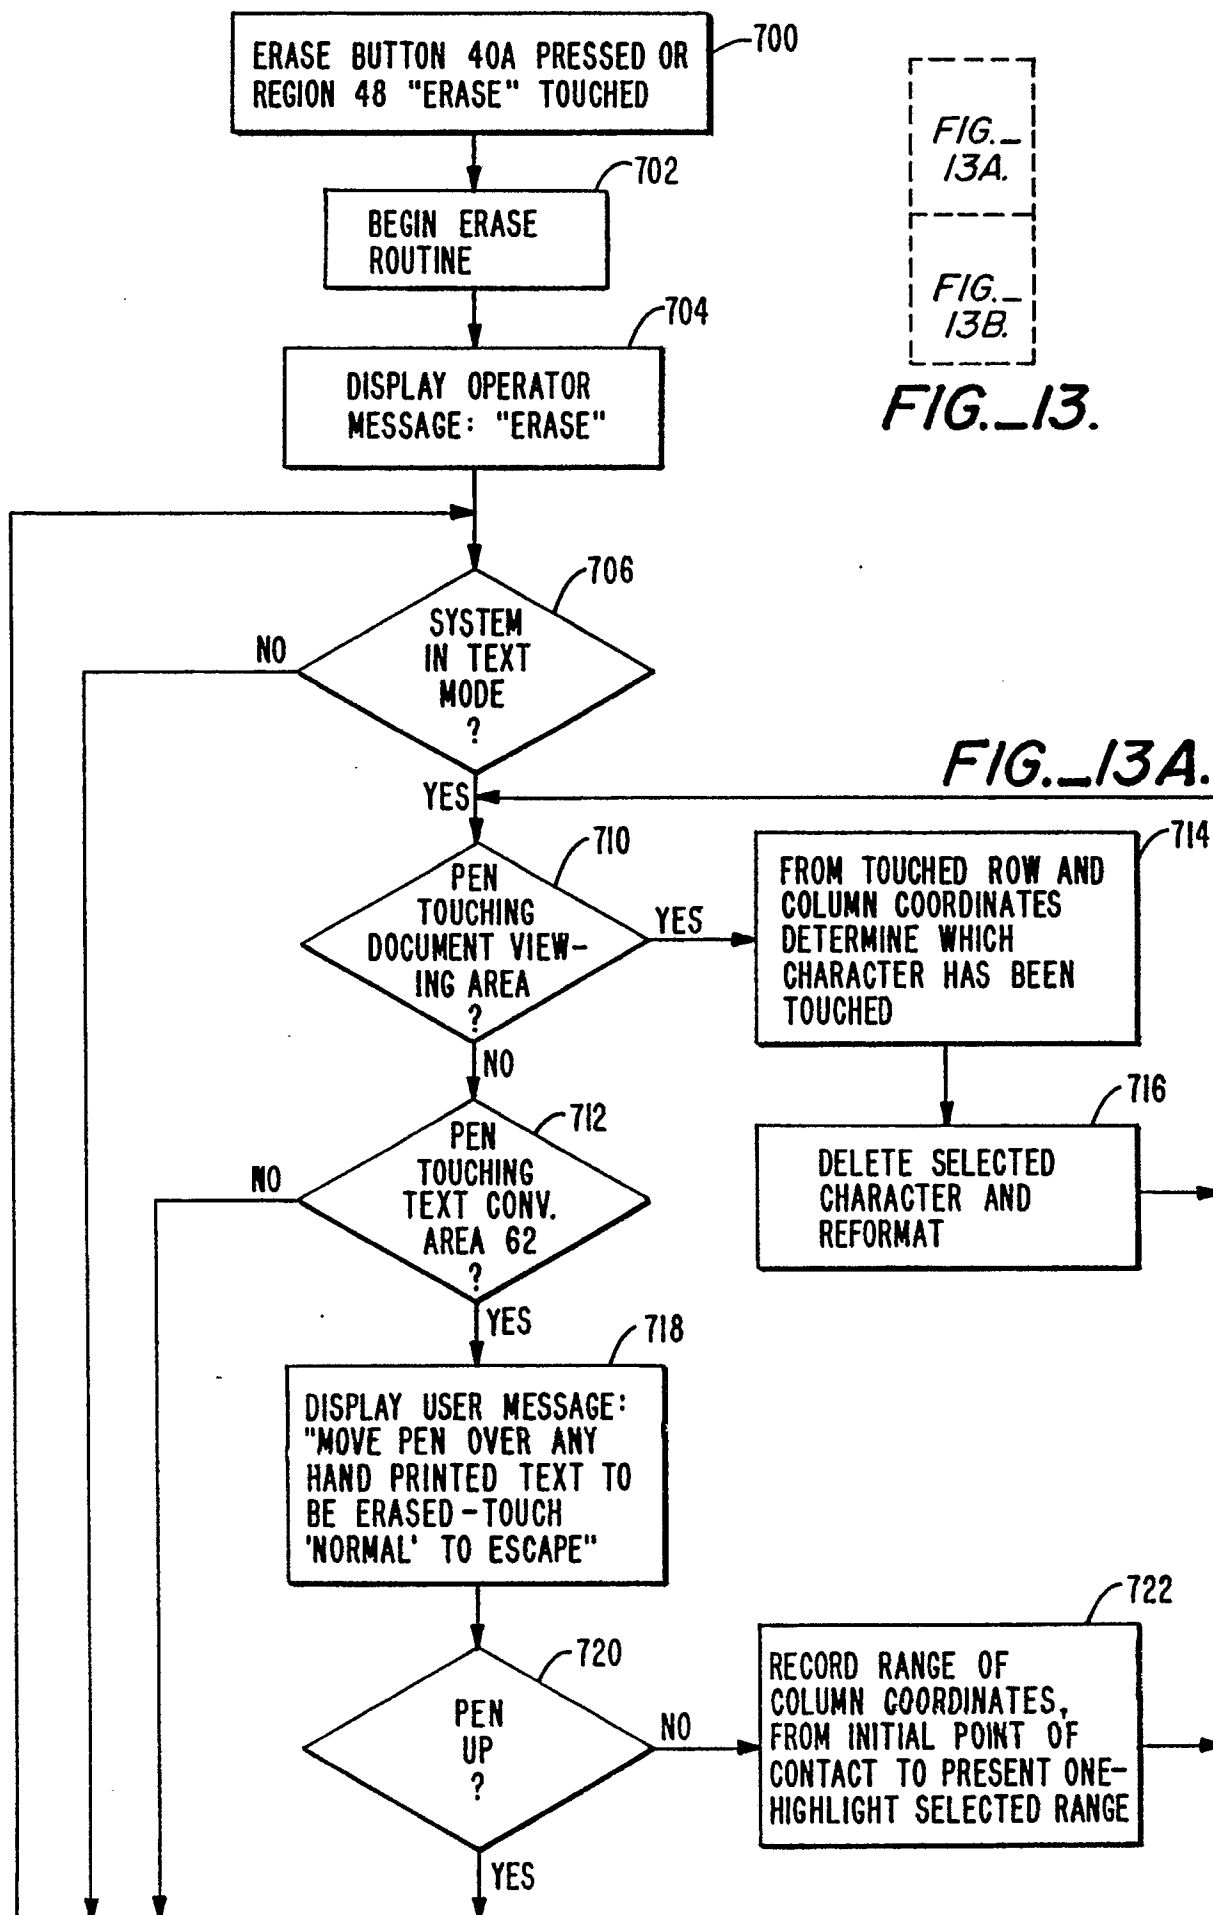 ERASE BUTTON 40A PRESSED OR
REGION 48 "ERASE" TOUCHED
700
702
BEGIN ERASE
ROUTINE
704
DISPLAY OPERATOR
MESSAGE: "ERASE"
FIG._
13A.
FIG._
13B.
FIG._13.
706
SYSTEM
IN TEXT
MODE
?
NO
YES
FIG._13A.
710
PEN
TOUCHING
DOCUMENT VIEW-
ING AREA
?
YES
NO
714
FROM TOUCHED ROW AND
COLUMN COORDINATES
DETERMINE WHICH
CHARACTER HAS BEEN
TOUCHED
716
DELETE SELECTED
CHARACTER AND
REFORMAT
712
PEN
TOUCHING
TEXT CONV.
AREA 62
?
NO
YES
718
DISPLAY USER MESSAGE:
"MOVE PEN OVER ANY
HAND PRINTED TEXT TO
BE ERASED-TOUCH
'NORMAL' TO ESCAPE"
720
PEN
UP
?
NO
YES
722
RECORD RANGE OF
COLUMN COORDINATES,
FROM INITIAL POINT OF
CONTACT TO PRESENT ONE-
HIGHLIGHT SELECTED RANGE